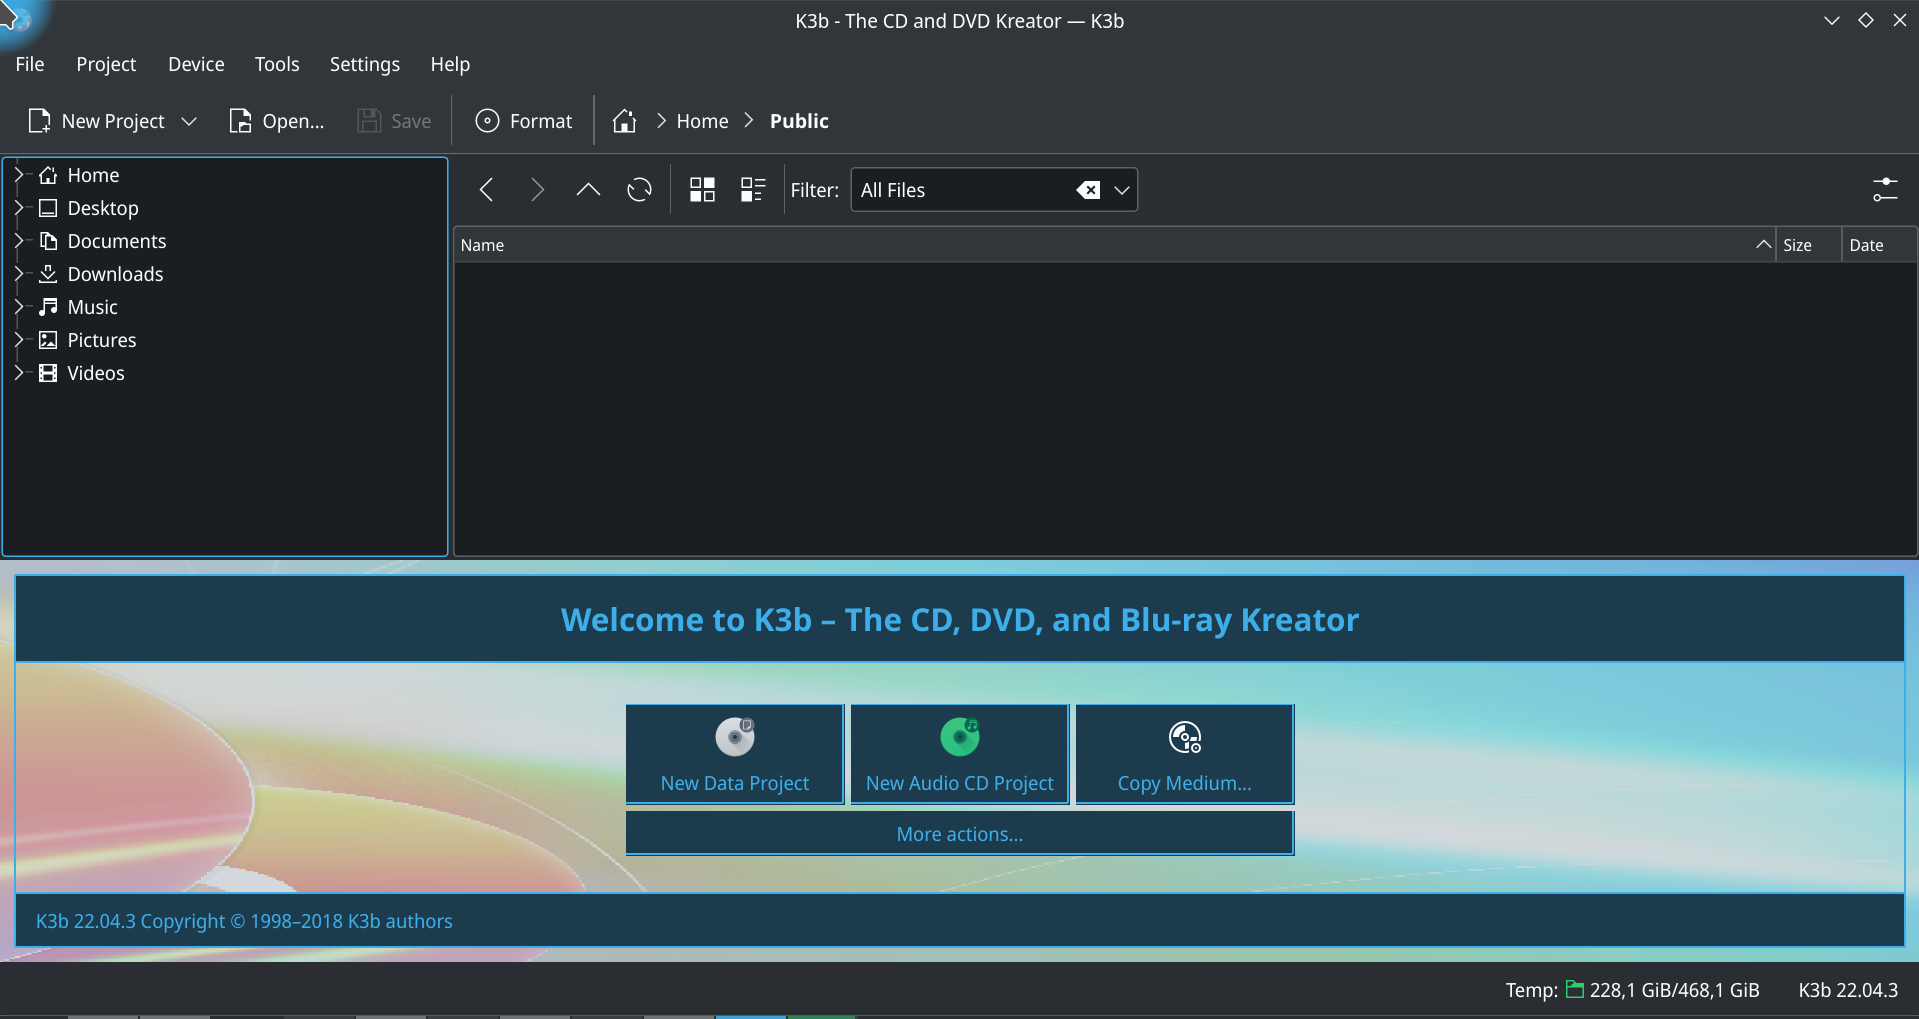 K3b - The CD and DVD Kreator — K3b
File Project Device Tools Settings Help
New Project Open... Save Format Home Public
Home
Desktop
Documents
Downloads
Music
Pictures
Videos
Filter: All Files
Name Size Date
Welcome to K3b – The CD, DVD, and Blu-ray Kreator
New Data Project New Audio CD Project Copy Medium...
More actions...
K3b 22.04.3 Copyright © 1998–2018 K3b authors
Temp: 228,1 GiB/468,1 GiB K3b 22.04.3